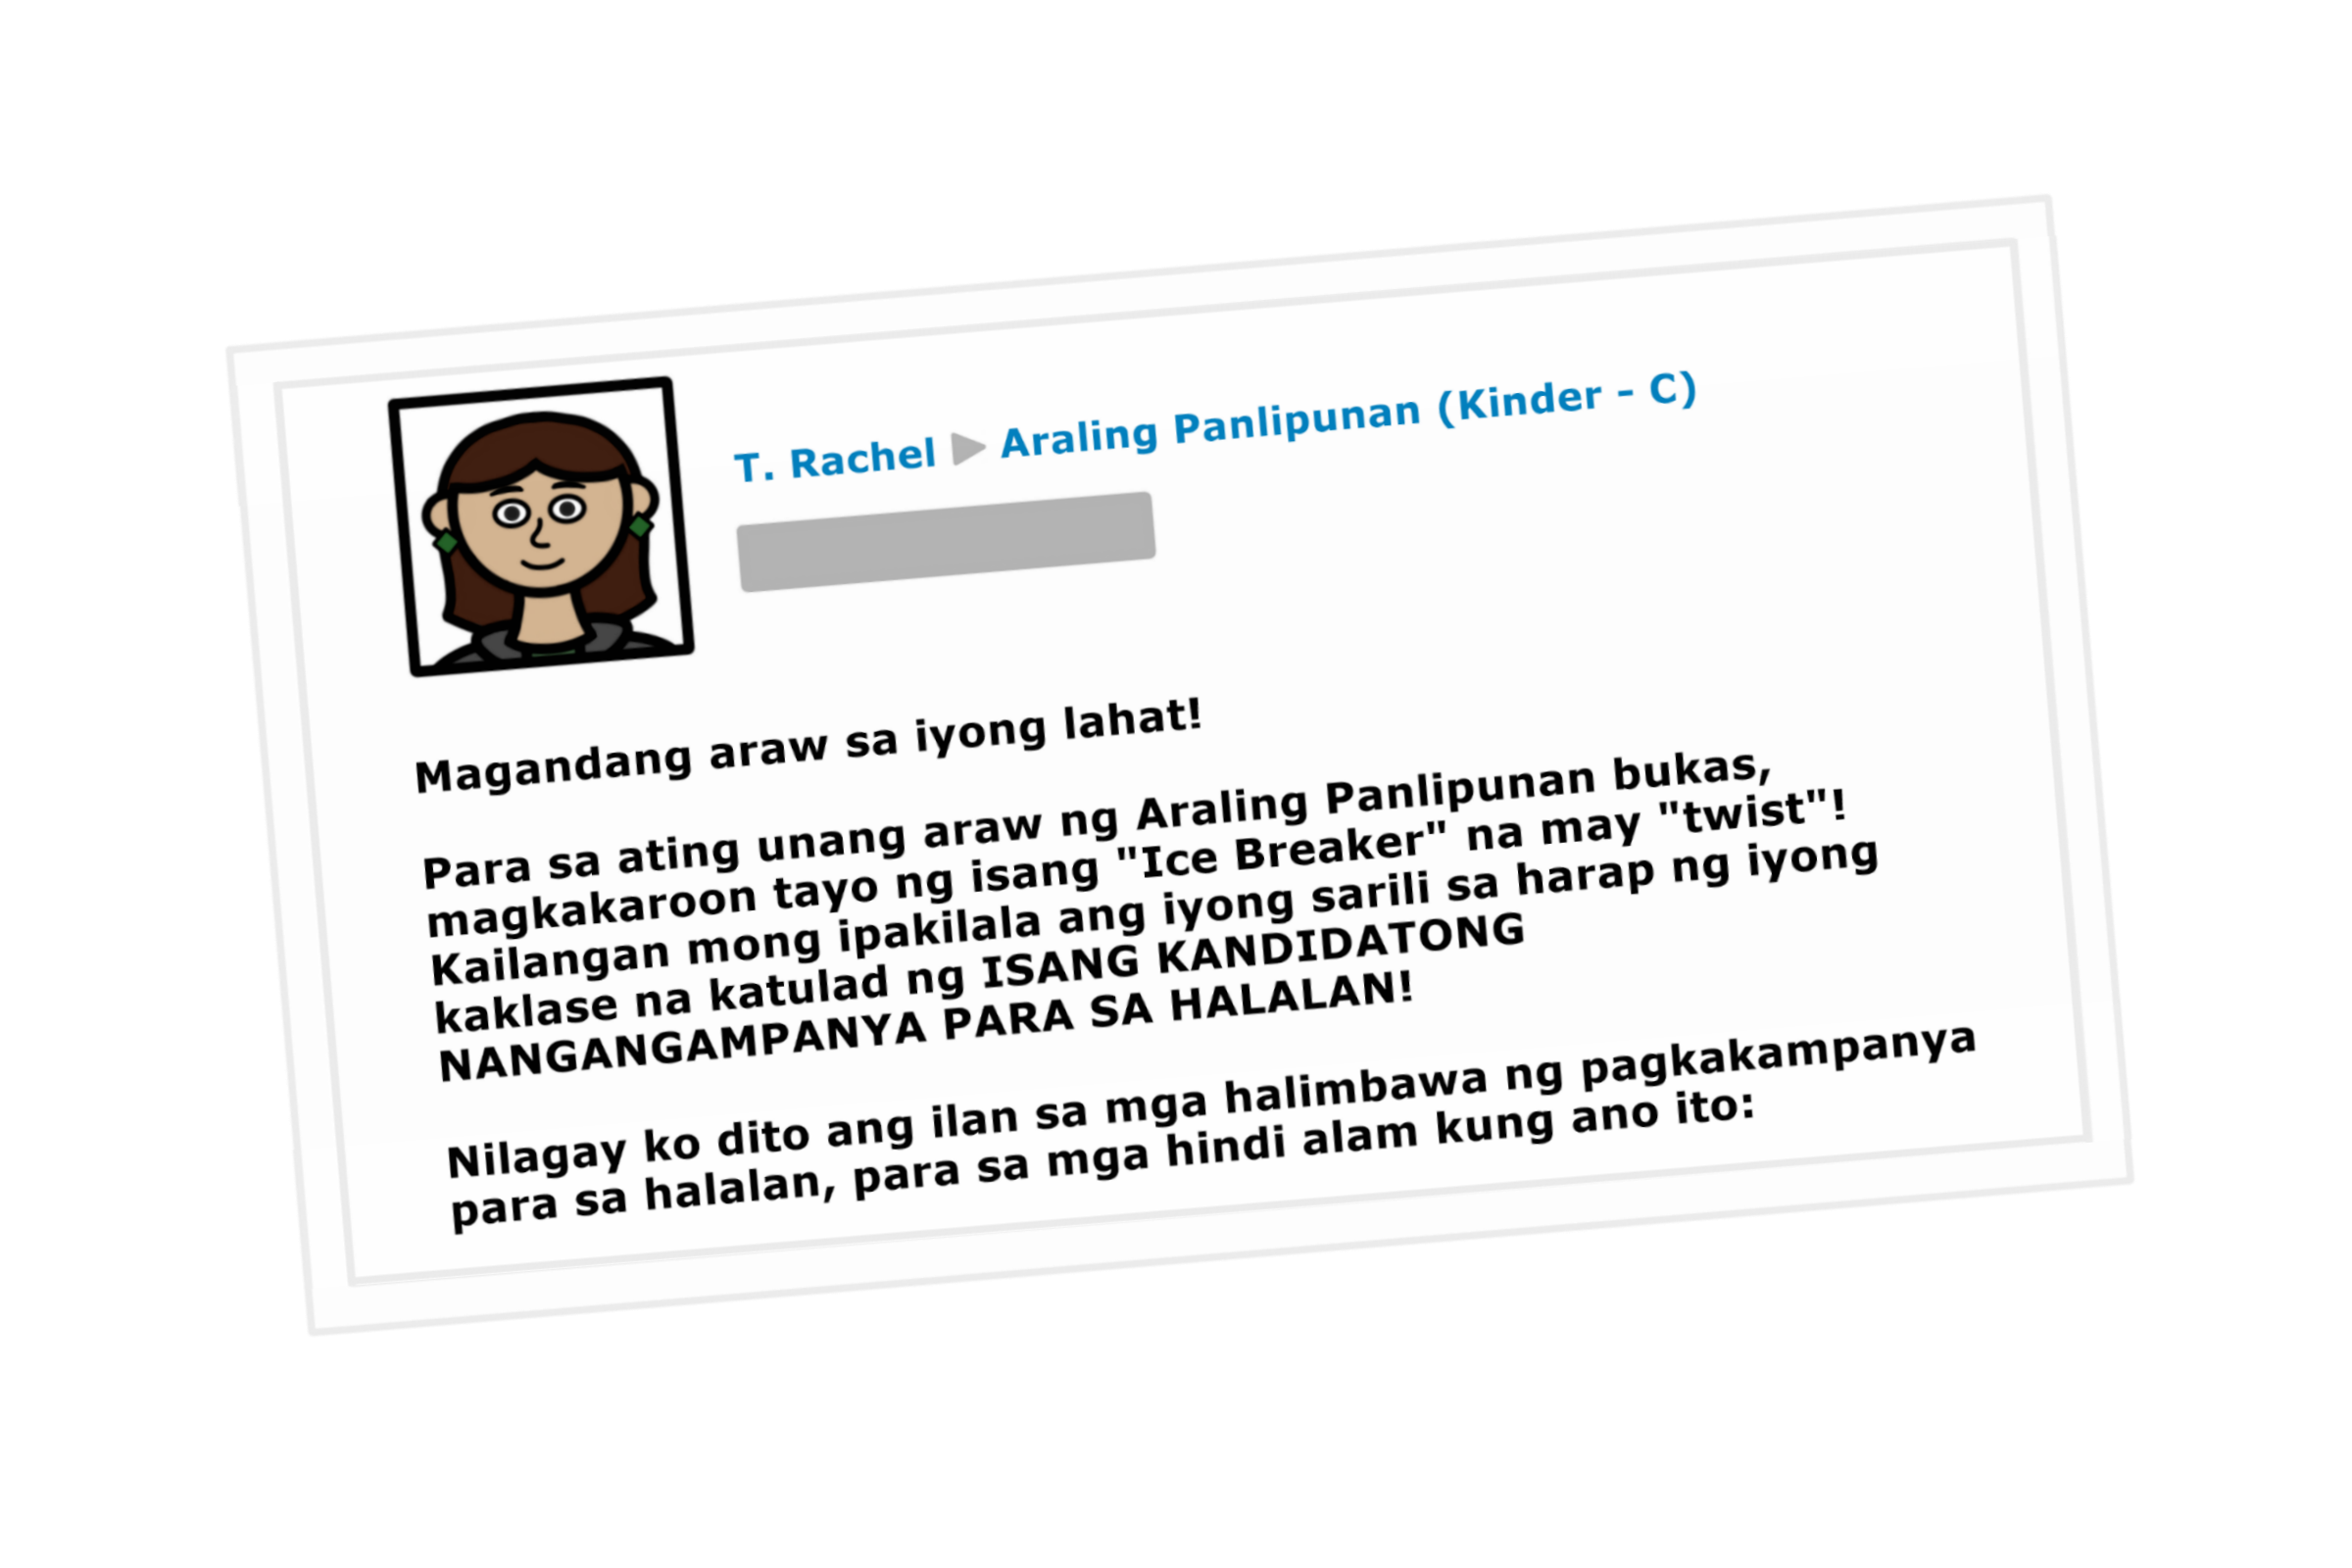 T. Rachel ▶ Araling Panlipunan (Kinder - C)
Magandang araw sa iyong lahat!
Para sa ating unang araw ng Araling Panlipunan bukas,
magkakaroon tayo ng isang "Ice Breaker" na may "twist"!
Kailangan mong ipakilala ang iyong sarili sa harap ng iyong
kaklase na katulad ng ISANG KANDIDATONG
NANGANGAMPANYA PARA SA HALALAN!
Nilagay ko dito ang ilan sa mga halimbawa ng pagkakampanya
para sa halalan, para sa mga hindi alam kung ano ito: